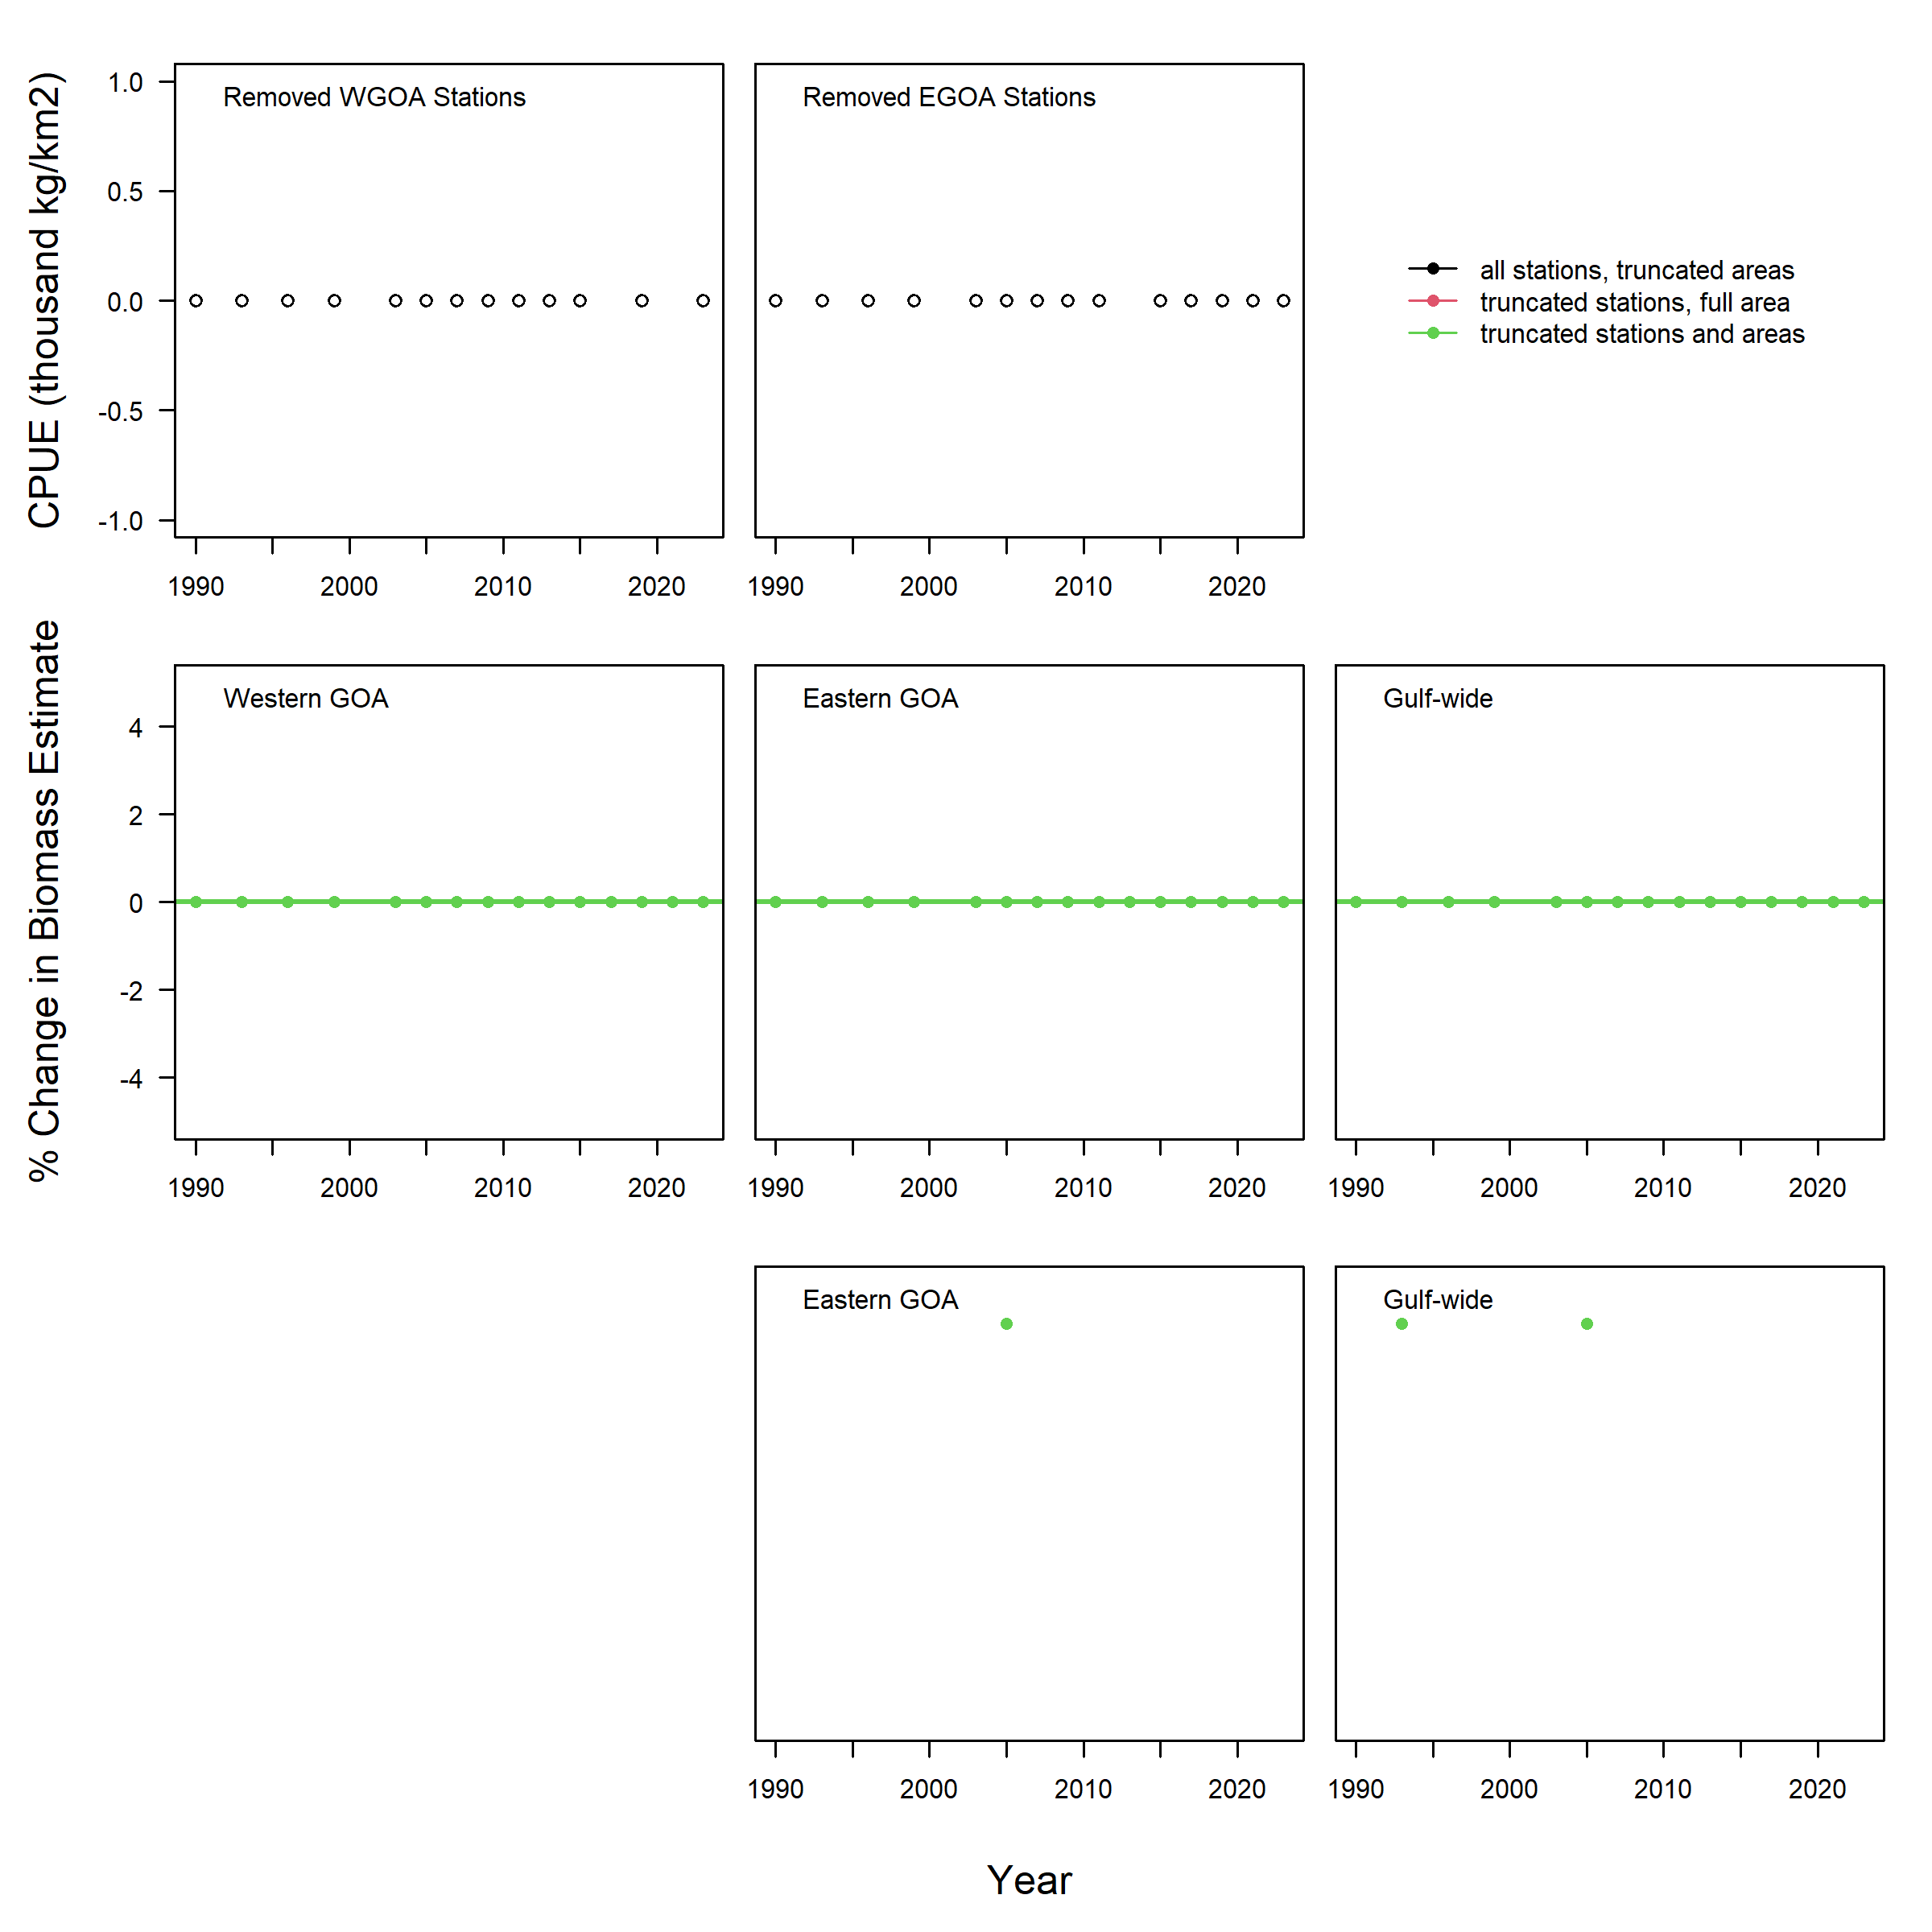 CPUE (thousand kg/km2)
1.0
0.5
0.0
-0.5
-1.0
Removed WGOA Stations
1990 2000 2010 2020
Removed EGOA Stations
1990 2000 2010 2020
all stations, truncated areas
truncated stations, full area
truncated stations and areas
% Change in Biomass Estimate
4
2
0
-2
-4
Western GOA
1990 2000 2010 2020
Eastern GOA
1990 2000 2010 2020
Gulf-wide
1990 2000 2010 2020
Eastern GOA
1990 2000 2010 2020
Gulf-wide
1990 2000 2010 2020
Year